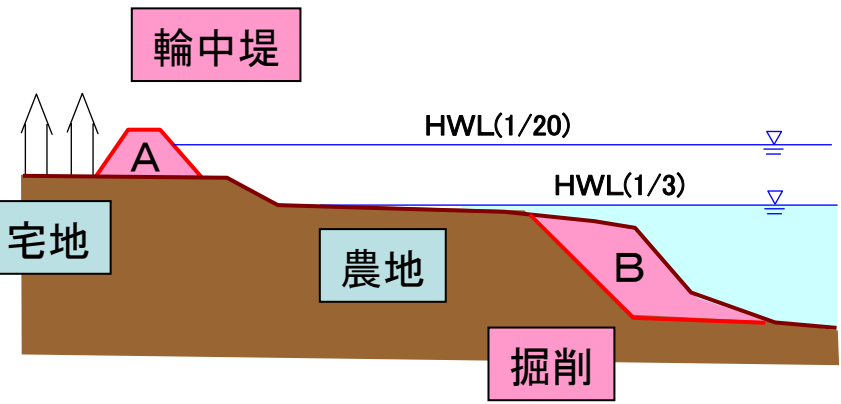 輪中堤
HWL(1/20)
A
HWL(1/3)
宅地
農地
B
掘削